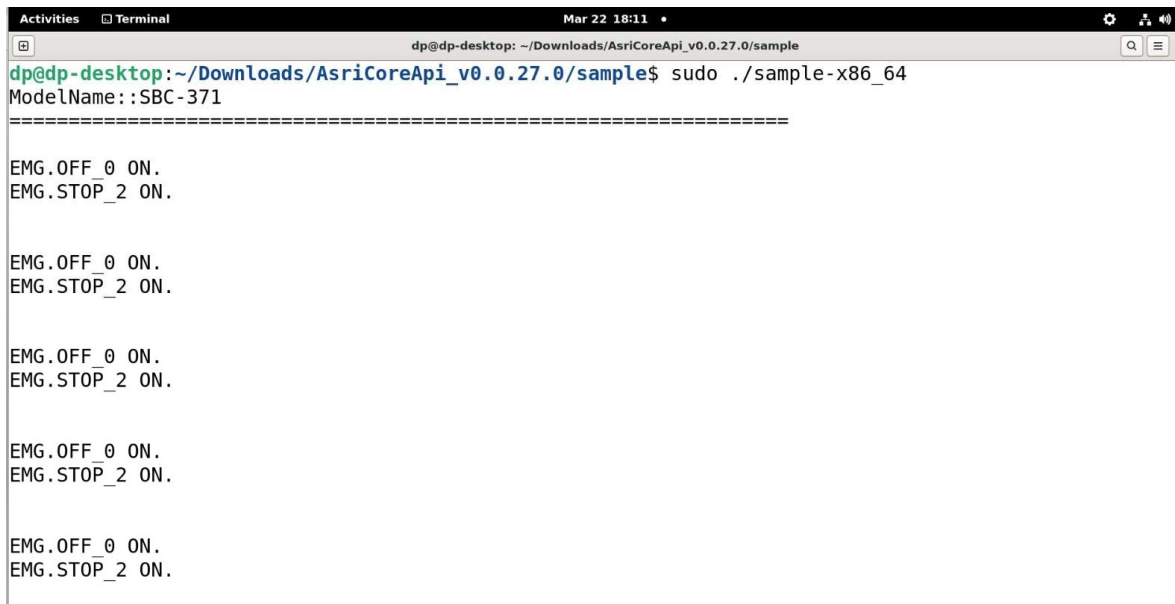 Activities Terminal Mar 22 18:11
dp@dp-desktop: ~/Downloads/AsriCoreApi_v0.0.27.0/sample
dp@dp-desktop:~/Downloads/AsriCoreApi_v0.0.27.0/sample$ sudo ./sample-x86_64
ModelName::SBC-371
==================================================================
EMG.OFF_0 ON.
EMG.STOP_2 ON.
EMG.OFF_0 ON.
EMG.STOP_2 ON.
EMG.OFF_0 ON.
EMG.STOP_2 ON.
EMG.OFF_0 ON.
EMG.STOP_2 ON.
EMG.OFF_0 ON.
EMG.STOP_2 ON.